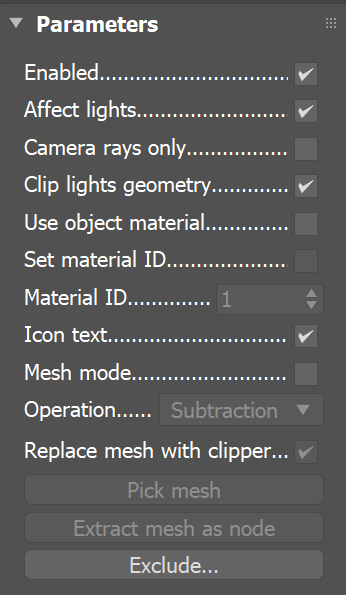 Parameters
Enabled................................
Affect lights..........................
Camera rays only................
Clip lights geometry............
Use object material.............
Set material ID....................
Material ID............. 1
Icon text..............................
Mesh mode..........................
Operation...... Subtraction
Replace mesh with clipper...
Pick mesh
Extract mesh as node
Exclude...